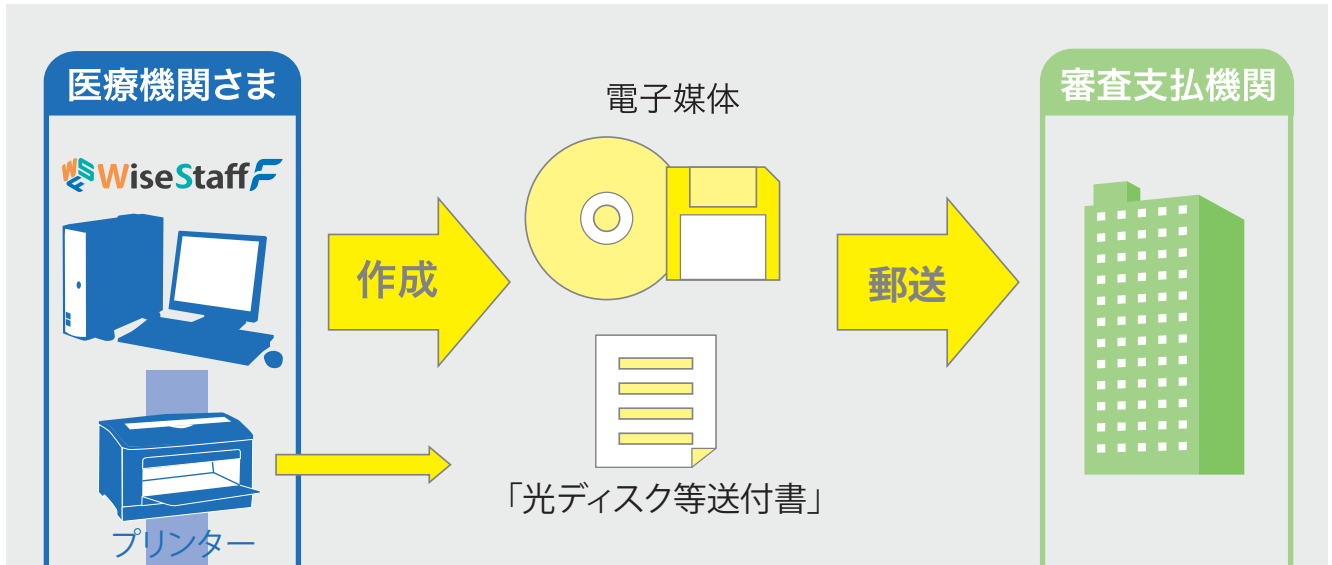 医療機関さま
WiseStaff F
プリンター
作成
電子媒体
「光ディスク等送付書」
郵送
審査支払機関